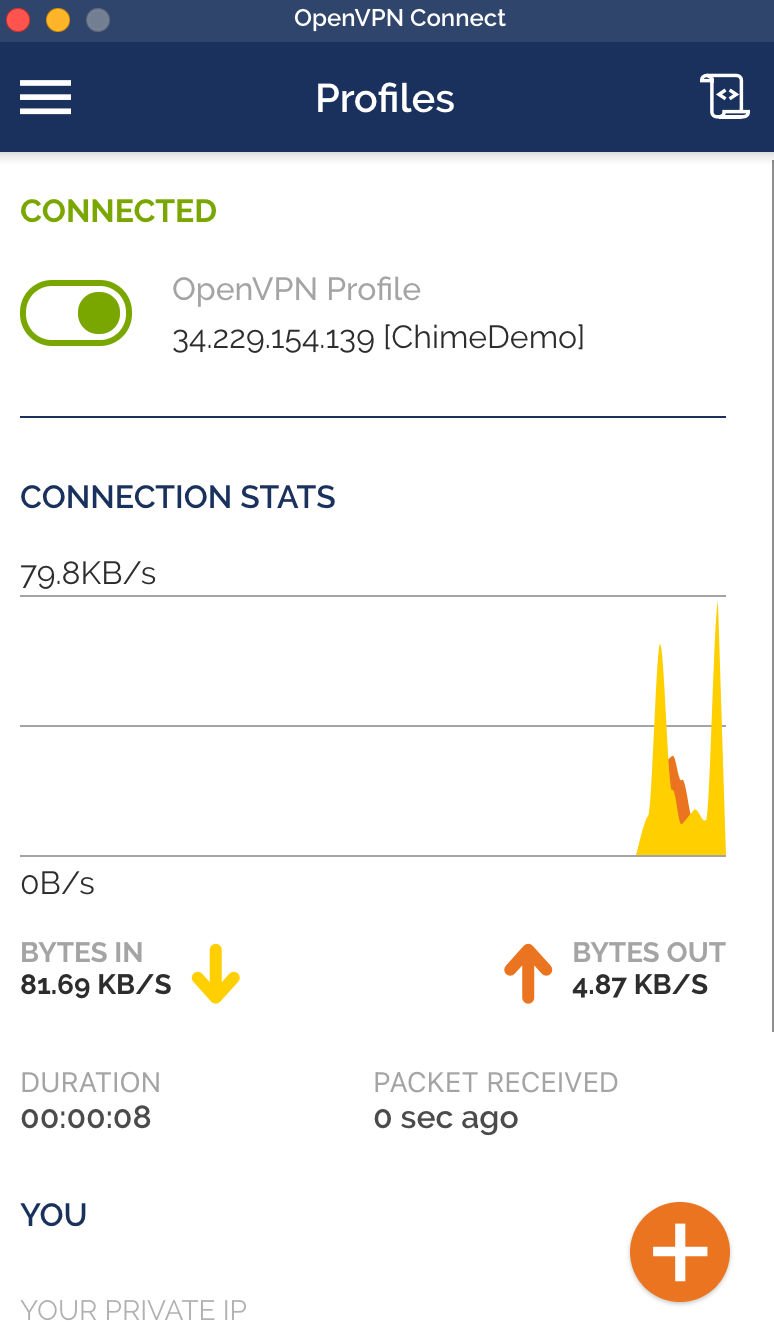 OpenVPN Connect
Profiles
CONNECTED
OpenVPN Profile
34.229.154.139 [ChimeDemo]
CONNECTION STATS
79.8KB/s
0B/s
BYTES IN
81.69 KB/S
BYTES OUT
4.87 KB/S
DURATION
00:00:08
PACKET RECEIVED
0 sec ago
YOU
YOUR PRIVATE IP